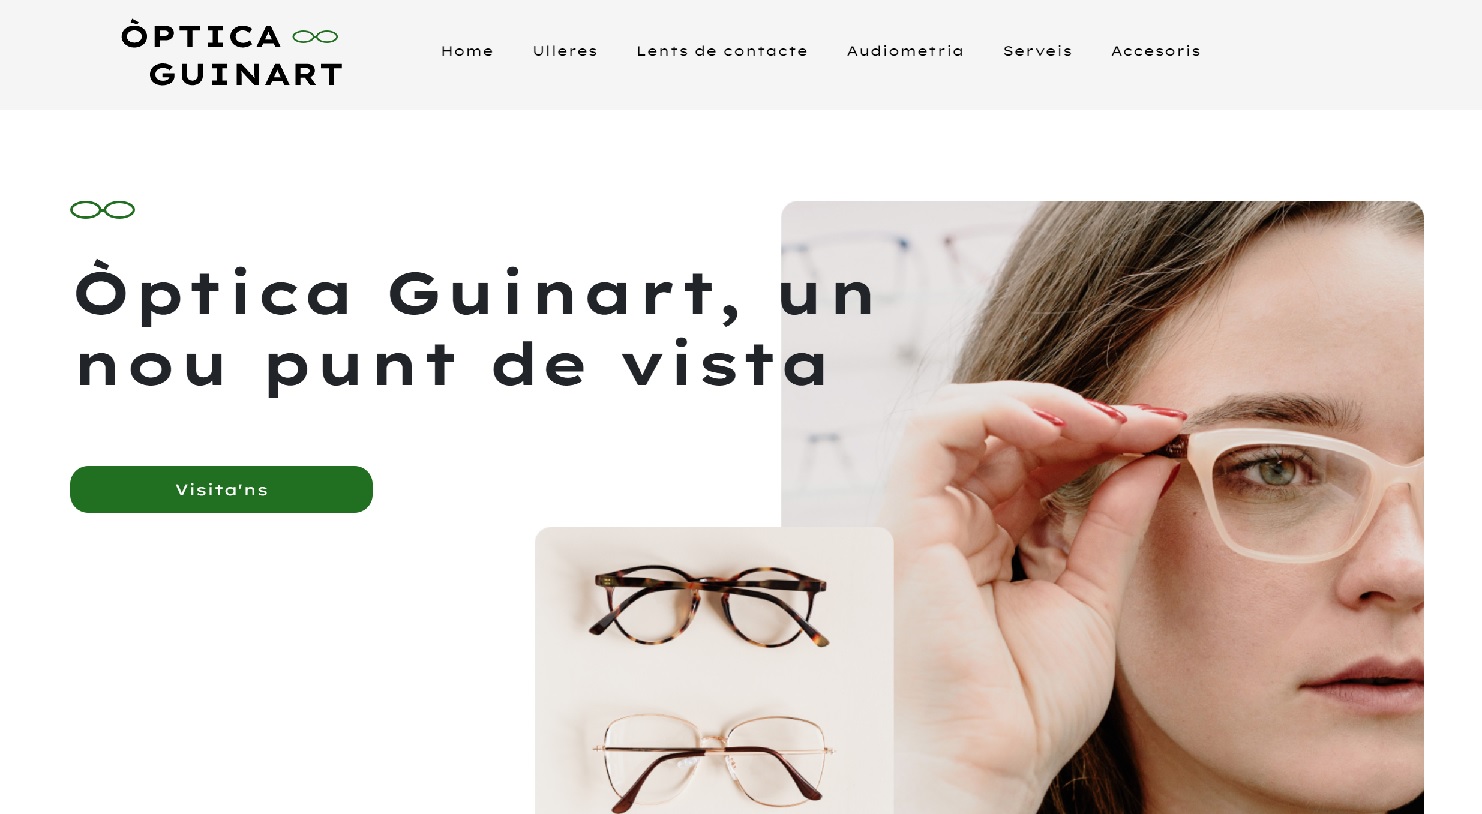 ÒPTICA
GUINART
Home Ulleres Lents de contacte Audiometria Serveis Accesoris
Òptica Guinart, un
nou punt de vista
Visita'ns